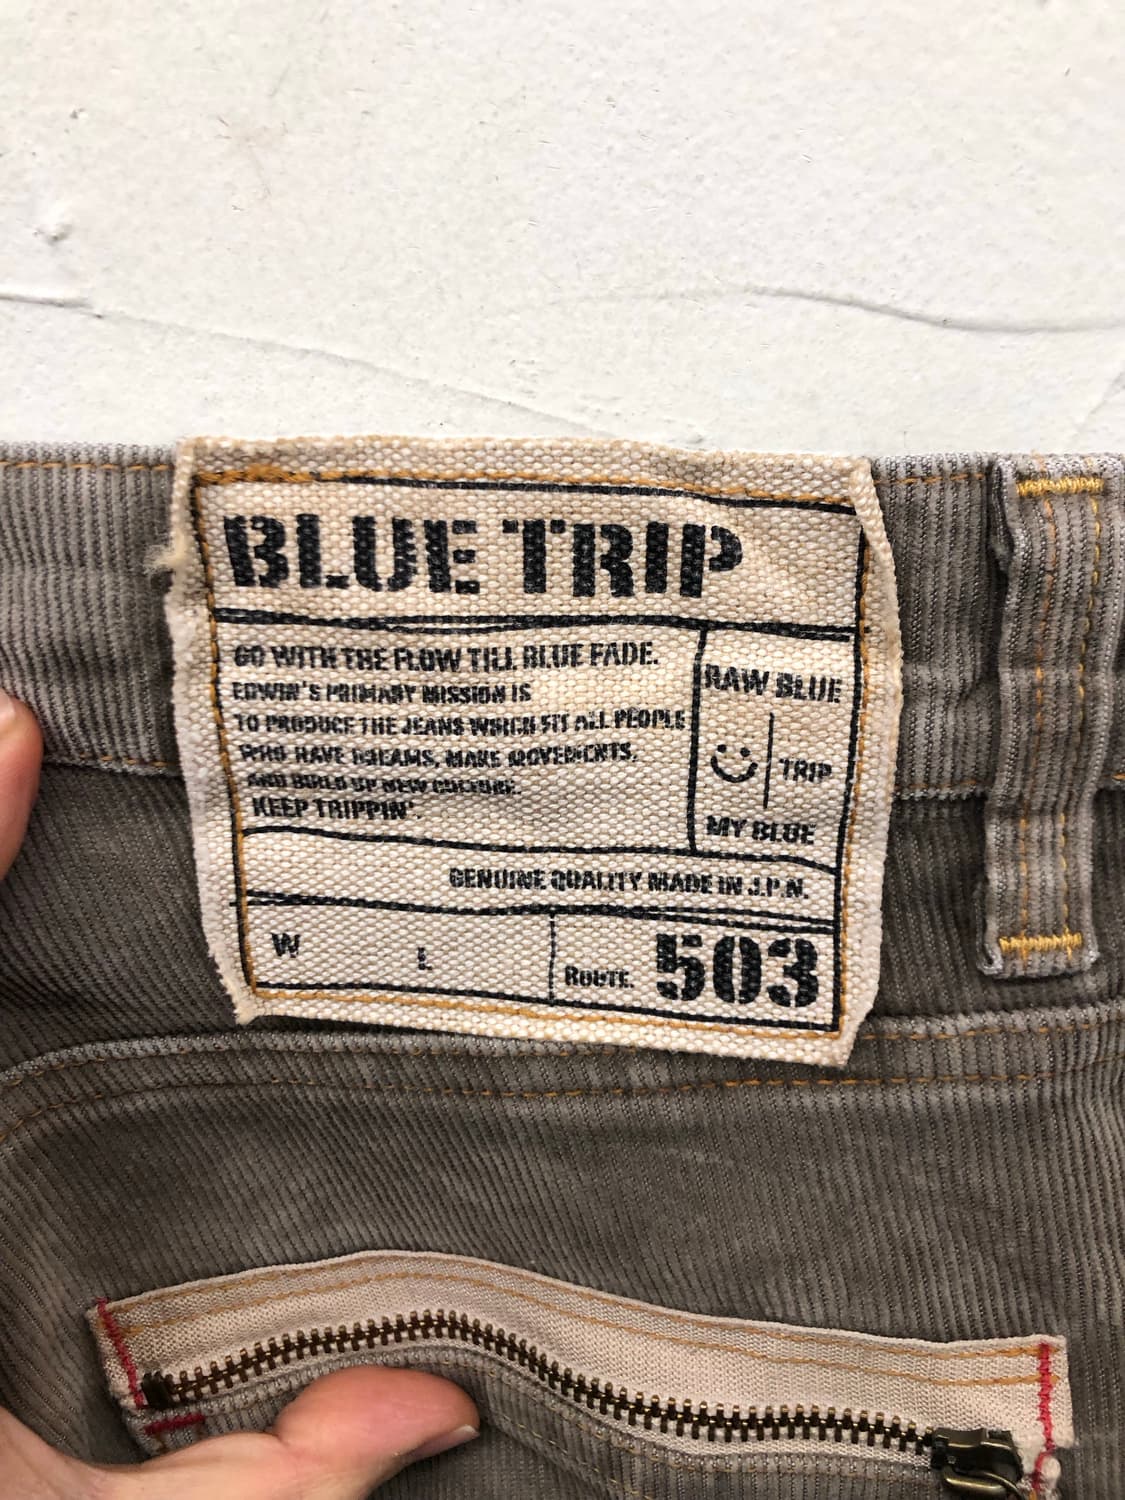 BLUE TRIP
GO WITH THE FLOW TILL BLUE FADE.
EDWIN'S PRIMARY MISSION IS
TO PRODUCE THE JEANS WHICH FIT ALL PEOPLE
WHO HAVE DREAMS, MAKE MOVEMENTS,
AND BUILD UP NEW CULTURE.
KEEP TRIPPIN'.
RAW BLUE
TRIP
MY BLUE
GENUINE QUALITY MADE IN J.P.N.
W L
ROUTE. 503